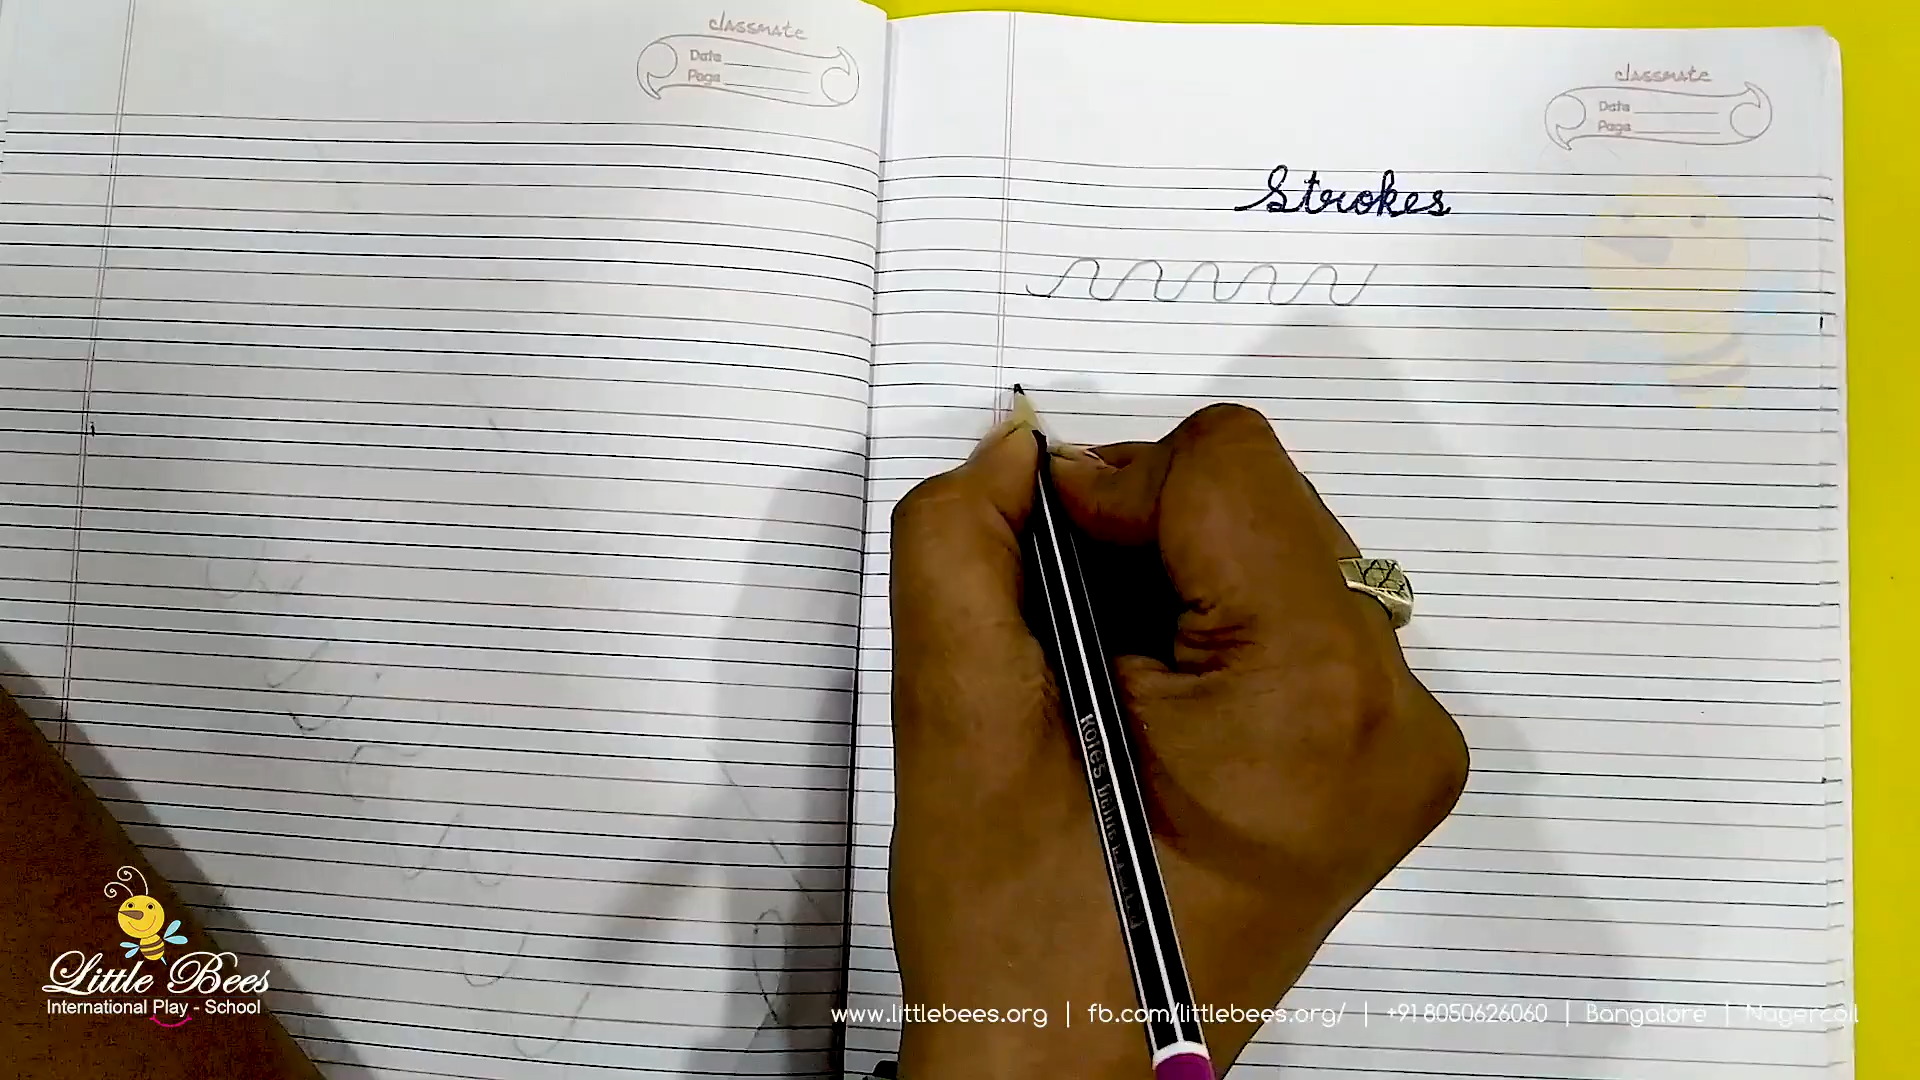 classmate
Date
Page
classmate
Date
Page
Strokes
Little Bees
International Play - School
www.littlebees.org | fb.com/littlebees.org/ | +91 8050626060 | Bangalore | Nagercoil